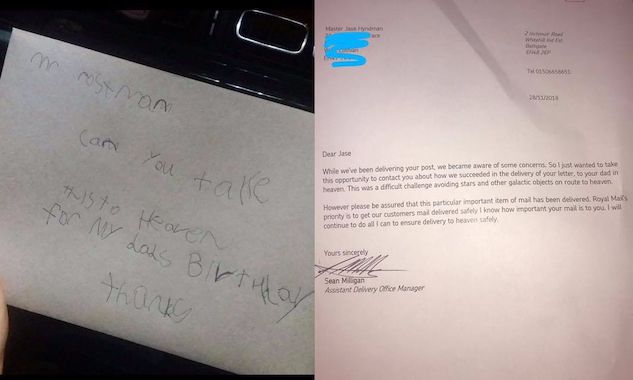 mr Postman
can you take
this to Heaven
for my dads BirtHday
thanks
Master Jase Hyndman
2 Inchmuir Road
Whitehill Ind Est
Bathgate
EH48 2EP
Tel 01506656651
28/11/2018
Dear Jase
While we've been delivering your post, we became aware of some concerns. So I just wanted to take
this opportunity to contact you about how we succeeded in the delivery of your letter, to your dad in
heaven. This was a difficult challenge avoiding stars and other galactic objects on route to heaven.
However please be assured that this particular important item of mail has been delivered. Royal Mail's
priority is to get our customers mail delivered safely I know how important your mail is to you. I will
continue to do all I can to ensure delivery to heaven safely.
Yours sincerely
Sean Milligan
Assistant Delivery Office Manager